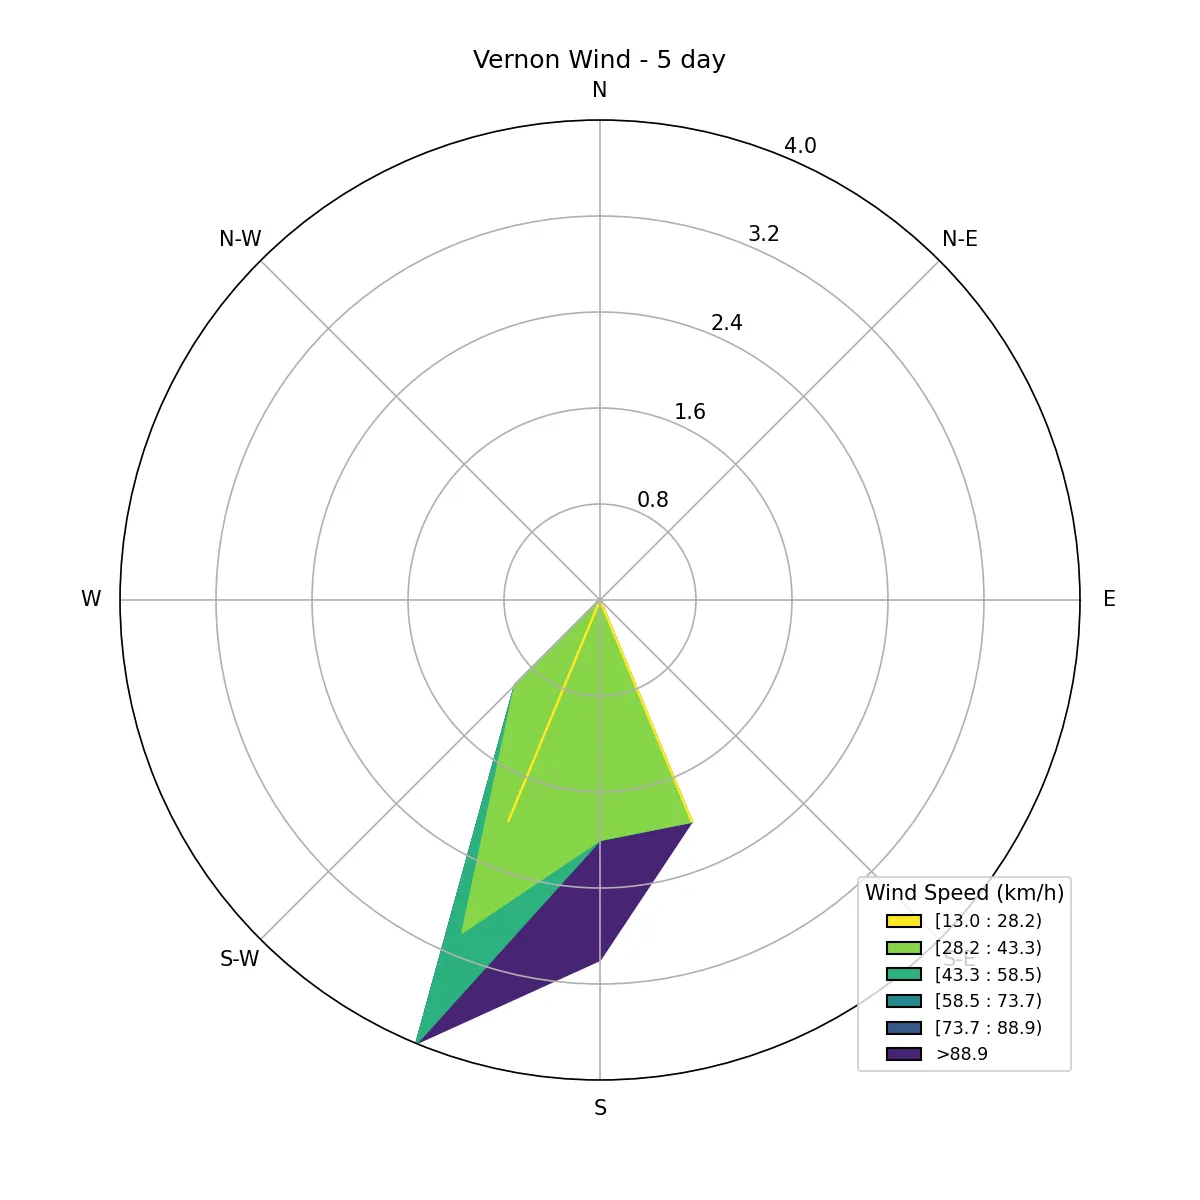 Vernon Wind - 5 day
N
4.0
N-W
3.2
N-E
2.4
1.6
0.8
W
E
S-W
S-E
S
Wind Speed (km/h)
[13.0 : 28.2)
[28.2 : 43.3)
[43.3 : 58.5)
[58.5 : 73.7)
[73.7 : 88.9)
>88.9